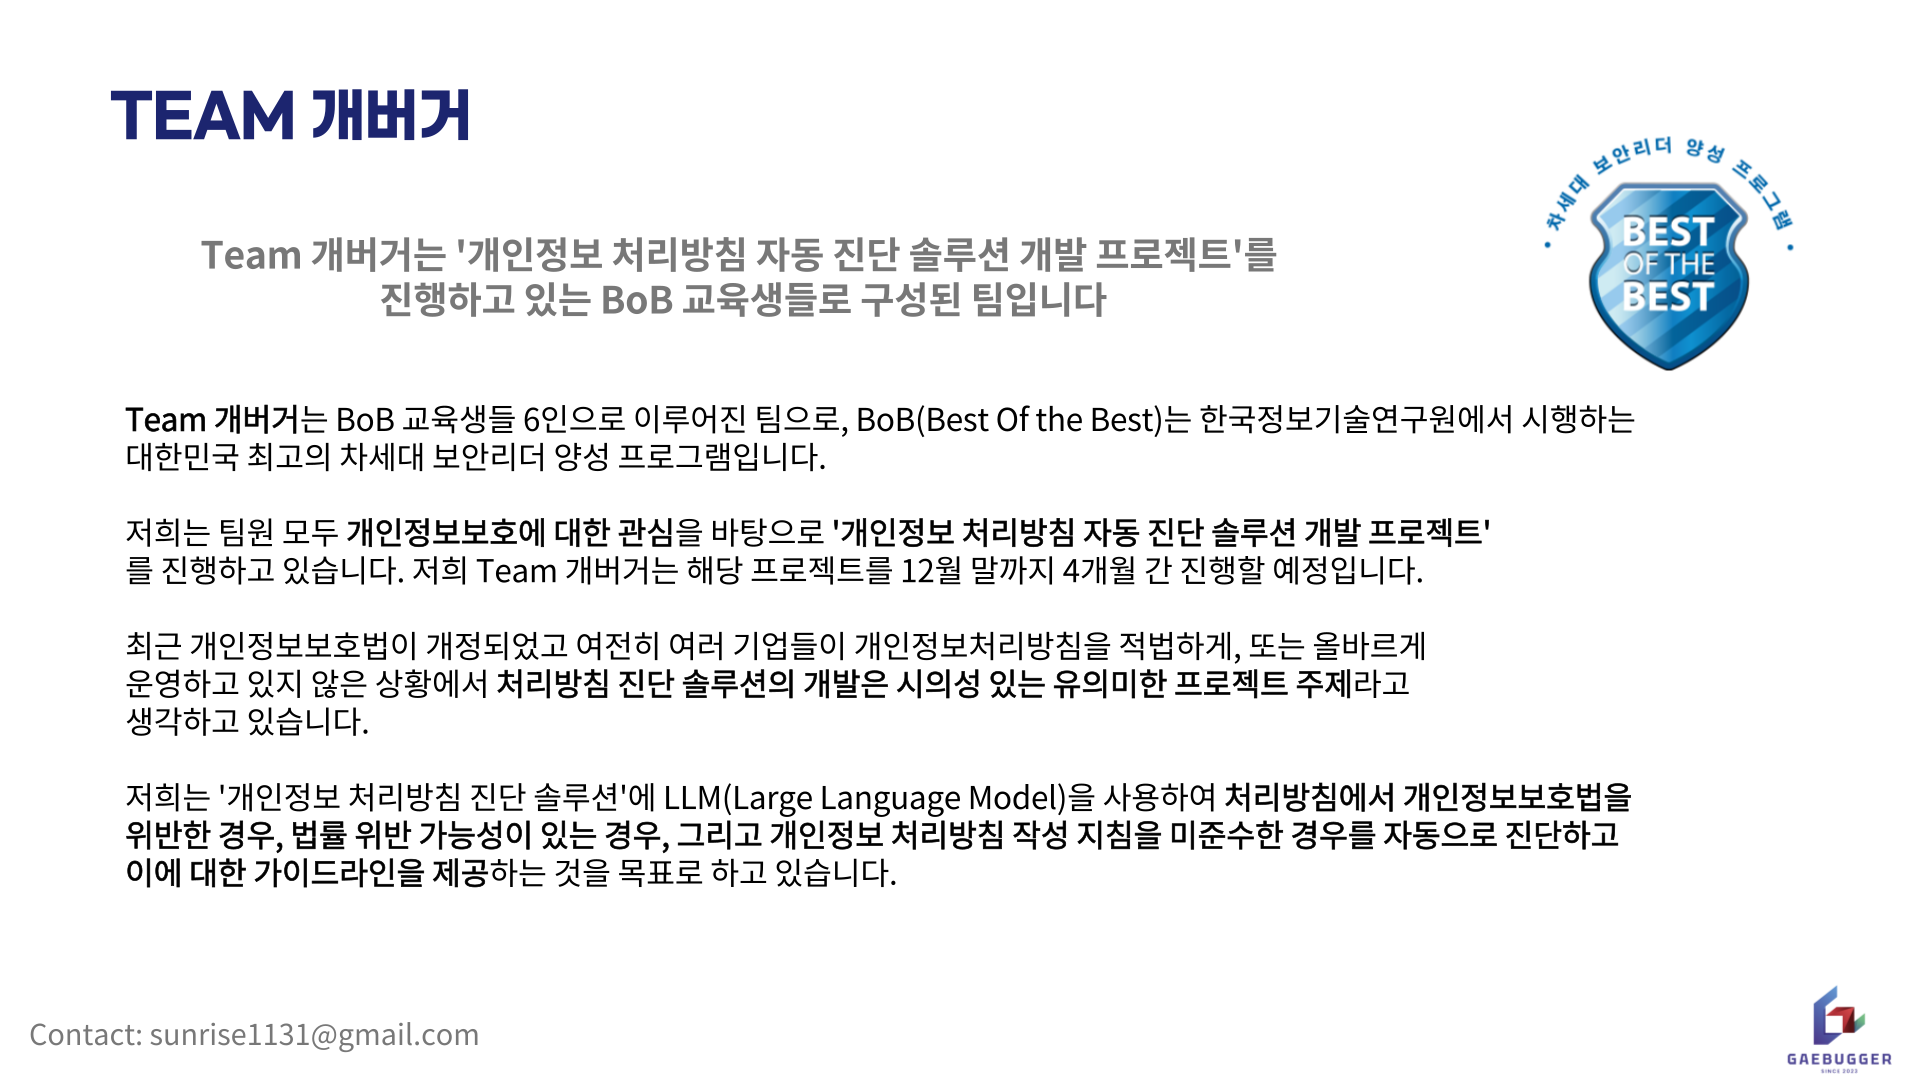 TEAM 개버거
• 차세대 보안리더 양성 프로그램 •
BEST
OF THE
BEST
Team 개버거는 '개인정보 처리방침 자동 진단 솔루션 개발 프로젝트'를
진행하고 있는 BoB 교육생들로 구성된 팀입니다
Team 개버거는 BoB 교육생들 6인으로 이루어진 팀으로, BoB(Best Of the Best)는 한국정보기술연구원에서 시행하는
대한민국 최고의 차세대 보안리더 양성 프로그램입니다.
저희는 팀원 모두 개인정보보호에 대한 관심을 바탕으로 '개인정보 처리방침 자동 진단 솔루션 개발 프로젝트'
를 진행하고 있습니다. 저희 Team 개버거는 해당 프로젝트를 12월 말까지 4개월 간 진행할 예정입니다.
최근 개인정보보호법이 개정되었고 여전히 여러 기업들이 개인정보처리방침을 적법하게, 또는 올바르게
운영하고 있지 않은 상황에서 처리방침 진단 솔루션의 개발은 시의성 있는 유의미한 프로젝트 주제라고
생각하고 있습니다.
저희는 '개인정보 처리방침 진단 솔루션'에 LLM(Large Language Model)을 사용하여 처리방침에서 개인정보보호법을
위반한 경우, 법률 위반 가능성이 있는 경우, 그리고 개인정보 처리방침 작성 지침을 미준수한 경우를 자동으로 진단하고
이에 대한 가이드라인을 제공하는 것을 목표로 하고 있습니다.
Contact: sunrise1131@gmail.com
GAEBUGGER
SINCE 2023